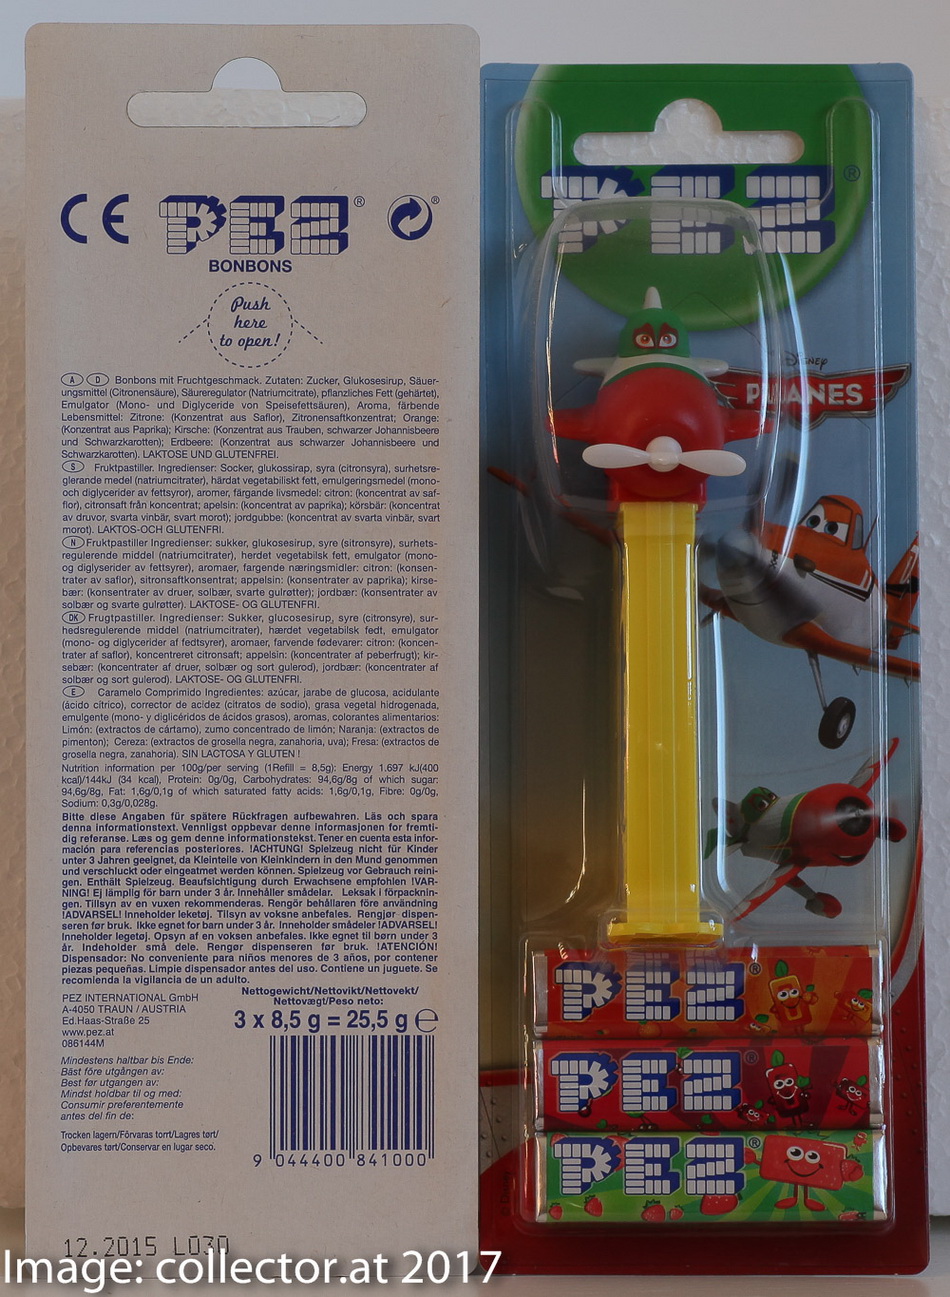 CE PEZ®
BONBONS
Push
here
to open!
A D Bonbons mit Fruchtgeschmack. Zutaten: Zucker, Glukosesirup, Säuer-
ungsmittel (Citronensäure), Säureregulator (Natriumcitrate), pflanzliches Fett (gehärtet),
Emulgator (Mono- und Diglyceride von Speisefettsäuren), Aroma, färbende
Lebensmittel: Zitrone: (Konzentrat aus Saflor), Zitronensaftkonzentrat; Orange:
(Konzentrat aus Paprika); Kirsche: (Konzentrat aus Trauben, schwarzer Johannisbeere
und Schwarzkarotten); Erdbeere: (Konzentrat aus schwarzer Johannisbeere und
Schwarzkarotten). LAKTOSE UND GLUTENFREI.
S Fruktpastiller. Ingredienser: Socker, glukossirap, syra (citronsyra), surhetsre-
glerande medel (natriumcitrater), härdat vegetabiliskt fett, emulgeringsmedel (mono-
och diglycerider av fettsyror), aromer, färgande livsmedel: citron: (koncentrat av saf-
flor), citronsaft från koncentrat; apelsin: (koncentrat av paprika); körsbär: (koncentrat
av druvor, svarta vinbär, svart morot); jordgubbe: (koncentrat av svarta vinbär, svart
morot). LAKTOS-OCH GLUTENFRI.
N Fruktpastiller Ingredienser: sukker, glukosesirup, syre (sitronsyre), surhets-
regulerende middel (natriumcitrater), herdet vegetabilsk fett, emulgator (mono-
og diglyserider av fettsyrer), aromaer, fargende næringsmidler: citron: (konsen-
trater av saflor), sitronsaftkonsentrat; appelsin: (konsentrater av paprika); kirse-
bær: (konsentrater av druer, solbær og svarte gulrøtter); jordbær: (konsentrater av
solbær og svarte gulrøtter). LAKTOSE- OG GLUTENFRI.
DK Frugtpastiller. Ingredienser: Sukker, glucosesirup, syre (citronsyre), sur-
hedsregulerende middel (natriumcitrater), hærdet vegetabilsk fedt, emulgator
(mono- og diglycerider af fedtsyrer), aromaer, farvende fødevarer: citron: (koncen-
trater af saflor), koncentreret citronsaft; appelsin: (koncentrater af peberfrugt); kir-
sebær: (koncentrater af druer, solbær og sort gulerod), jordbær: (koncentrater af
solbær og sort gulerod). LAKTOSE- OG GLUTENFRI.
E Caramelo Comprimido Ingredientes: azúcar, jarabe de glucosa, acidulante
(ácido cítrico), corrector de acidez (citratos de sodio), grasa vegetal hidrogenada,
emulgente (mono- y diglicéridos de ácidos grasos), aromas, colorantes alimentarios:
Limón: (extractos de cártamo), zumo concentrado de limón; Naranja: (extractos de
pimenton); Cereza: (extractos de grosella negra, zanahoria, uva); Fresa: (extractos de
grosella negra, zanahoria). SIN LACTOSA Y GLUTEN !
Nutrition information per 100g/per serving (1Refill = 8,5g): Energy 1.697 kJ(400
kcal)/144kJ (34 kcal), Protein: 0g/0g, Carbohydrates: 94,6g/8g of which sugar:
94,6g/8g, Fat: 1,6g/0,1g of which saturated fatty acids: 1,6g/0,1g, Fibre: 0g/0g,
Sodium: 0,3g/0,028g.
Bitte diese Angaben für spätere Rückfragen aufbewahren. Läs och spara
denna informationstext. Vennligst oppbevar denne informasjonen for fremti-
dig referanse. Læs og gem denne informationstekst. Tener en cuenta esta infor-
mación para referencias posteriores. !ACHTUNG! Spielzeug nicht für Kinder
unter 3 Jahren geeignet, da Kleinteile von Kleinkindern in den Mund genommen
und verschluckt oder eingeatmet werden können. Spielzeug vor Gebrauch reini-
gen. Enthält Spielzeug. Beaufsichtigung durch Erwachsene empfohlen !VAR-
NING! Ej lämplig för barn under 3 år. Innehåller smådelar. Leksak i förpacknin-
gen. Tillsyn av en vuxen rekommenderas. Rengör behållaren före användning
!ADVARSEL! Inneholder leketøj. Tilsyn av voksne anbefales. Rengjør dispen-
seren før bruk. Ikke egnet for barn under 3 år. Inneholder smådeler !ADVARSEL!
Inneholder legetøj. Opsyn af en voksen anbefales. Ikke egnet til børn under 3
år. Indeholder små dele. Rengør dispenseren før bruk. !ATENCIÓN!
Dispensador: No conveniente para niños menores de 3 años, por contener
piezas pequeñas. Limpie dispensador antes del uso. Contiene un juguete. Se
recomienda la vigilancia de un adulto.
PEZ INTERNATIONAL GmbH
A-4050 TRAUN / AUSTRIA
Ed.Haas-Straße 25
www.pez.at
086144M
Nettogewicht/Nettovikt/Nettovekt/
Nettovægt/Peso neto:
3 x 8,5 g = 25,5 g ℮
Mindestens haltbar bis Ende:
Bäst före utgången av:
Best før utgangen av:
Mindst holdbar til og med:
Consumir preferentemente
antes del fin de:
Trocken lagern/Förvaras torrt/Lagres tørt/
Opbevares tørt/Conservar en lugar seco.
9 044400 841000
12.2015 L030
PEZ®
DISNEY
PLANES
PEZ®
PEZ®
PEZ®
Image: collector.at 2017